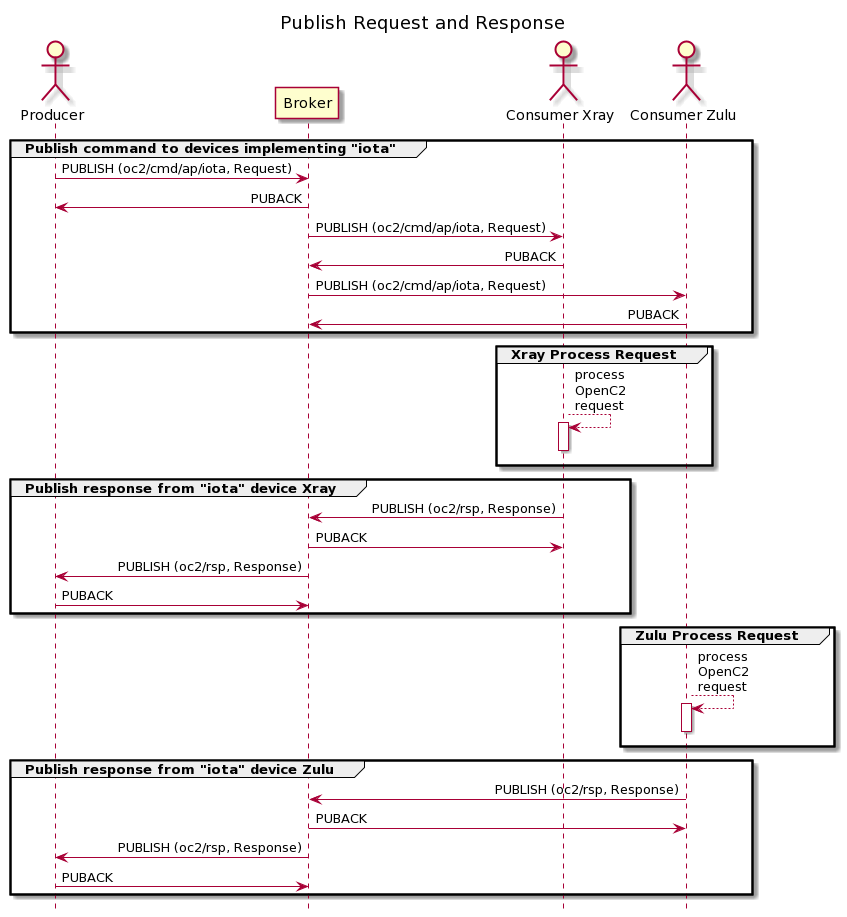 Publish Request and Response
Producer
Broker
Consumer Xray
Consumer Zulu
Publish command to devices implementing "iota"
PUBLISH (oc2/cmd/ap/iota, Request)
PUBACK
PUBLISH (oc2/cmd/ap/iota, Request)
PUBACK
PUBLISH (oc2/cmd/ap/iota, Request)
PUBACK
Xray Process Request
process
OpenC2
request
Publish response from "iota" device Xray
PUBLISH (oc2/rsp, Response)
PUBACK
PUBLISH (oc2/rsp, Response)
PUBACK
Zulu Process Request
process
OpenC2
request
Publish response from "iota" device Zulu
PUBLISH (oc2/rsp, Response)
PUBACK
PUBLISH (oc2/rsp, Response)
PUBACK